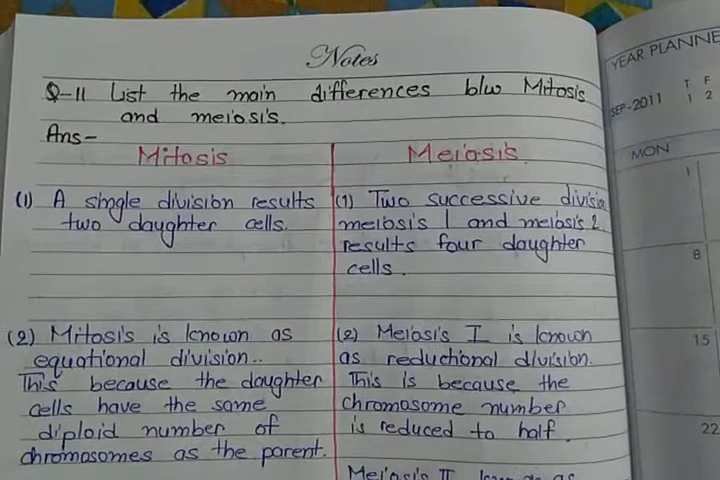 Notes
Q-11 List the main differences b/w Mitosis
and meiosis.
Ans-
Mitosis
(1) A single division results
two daughter cells.
(2) Mitosis is known as
equational division..
This because the daughter
cells have the same
diploid number of
chromosomes as the parent.
Meiosis.
(1) Two successive division
meiosis 1 and meiosis 2
results four daughter
cells.
(2) Meiosis I is known
as reductional division.
This is because the
chromosome number
is reduced to half.
Meiosis II
YEAR PLANNE
T F
SEP-2011 1 2
MON
1
8
15
22